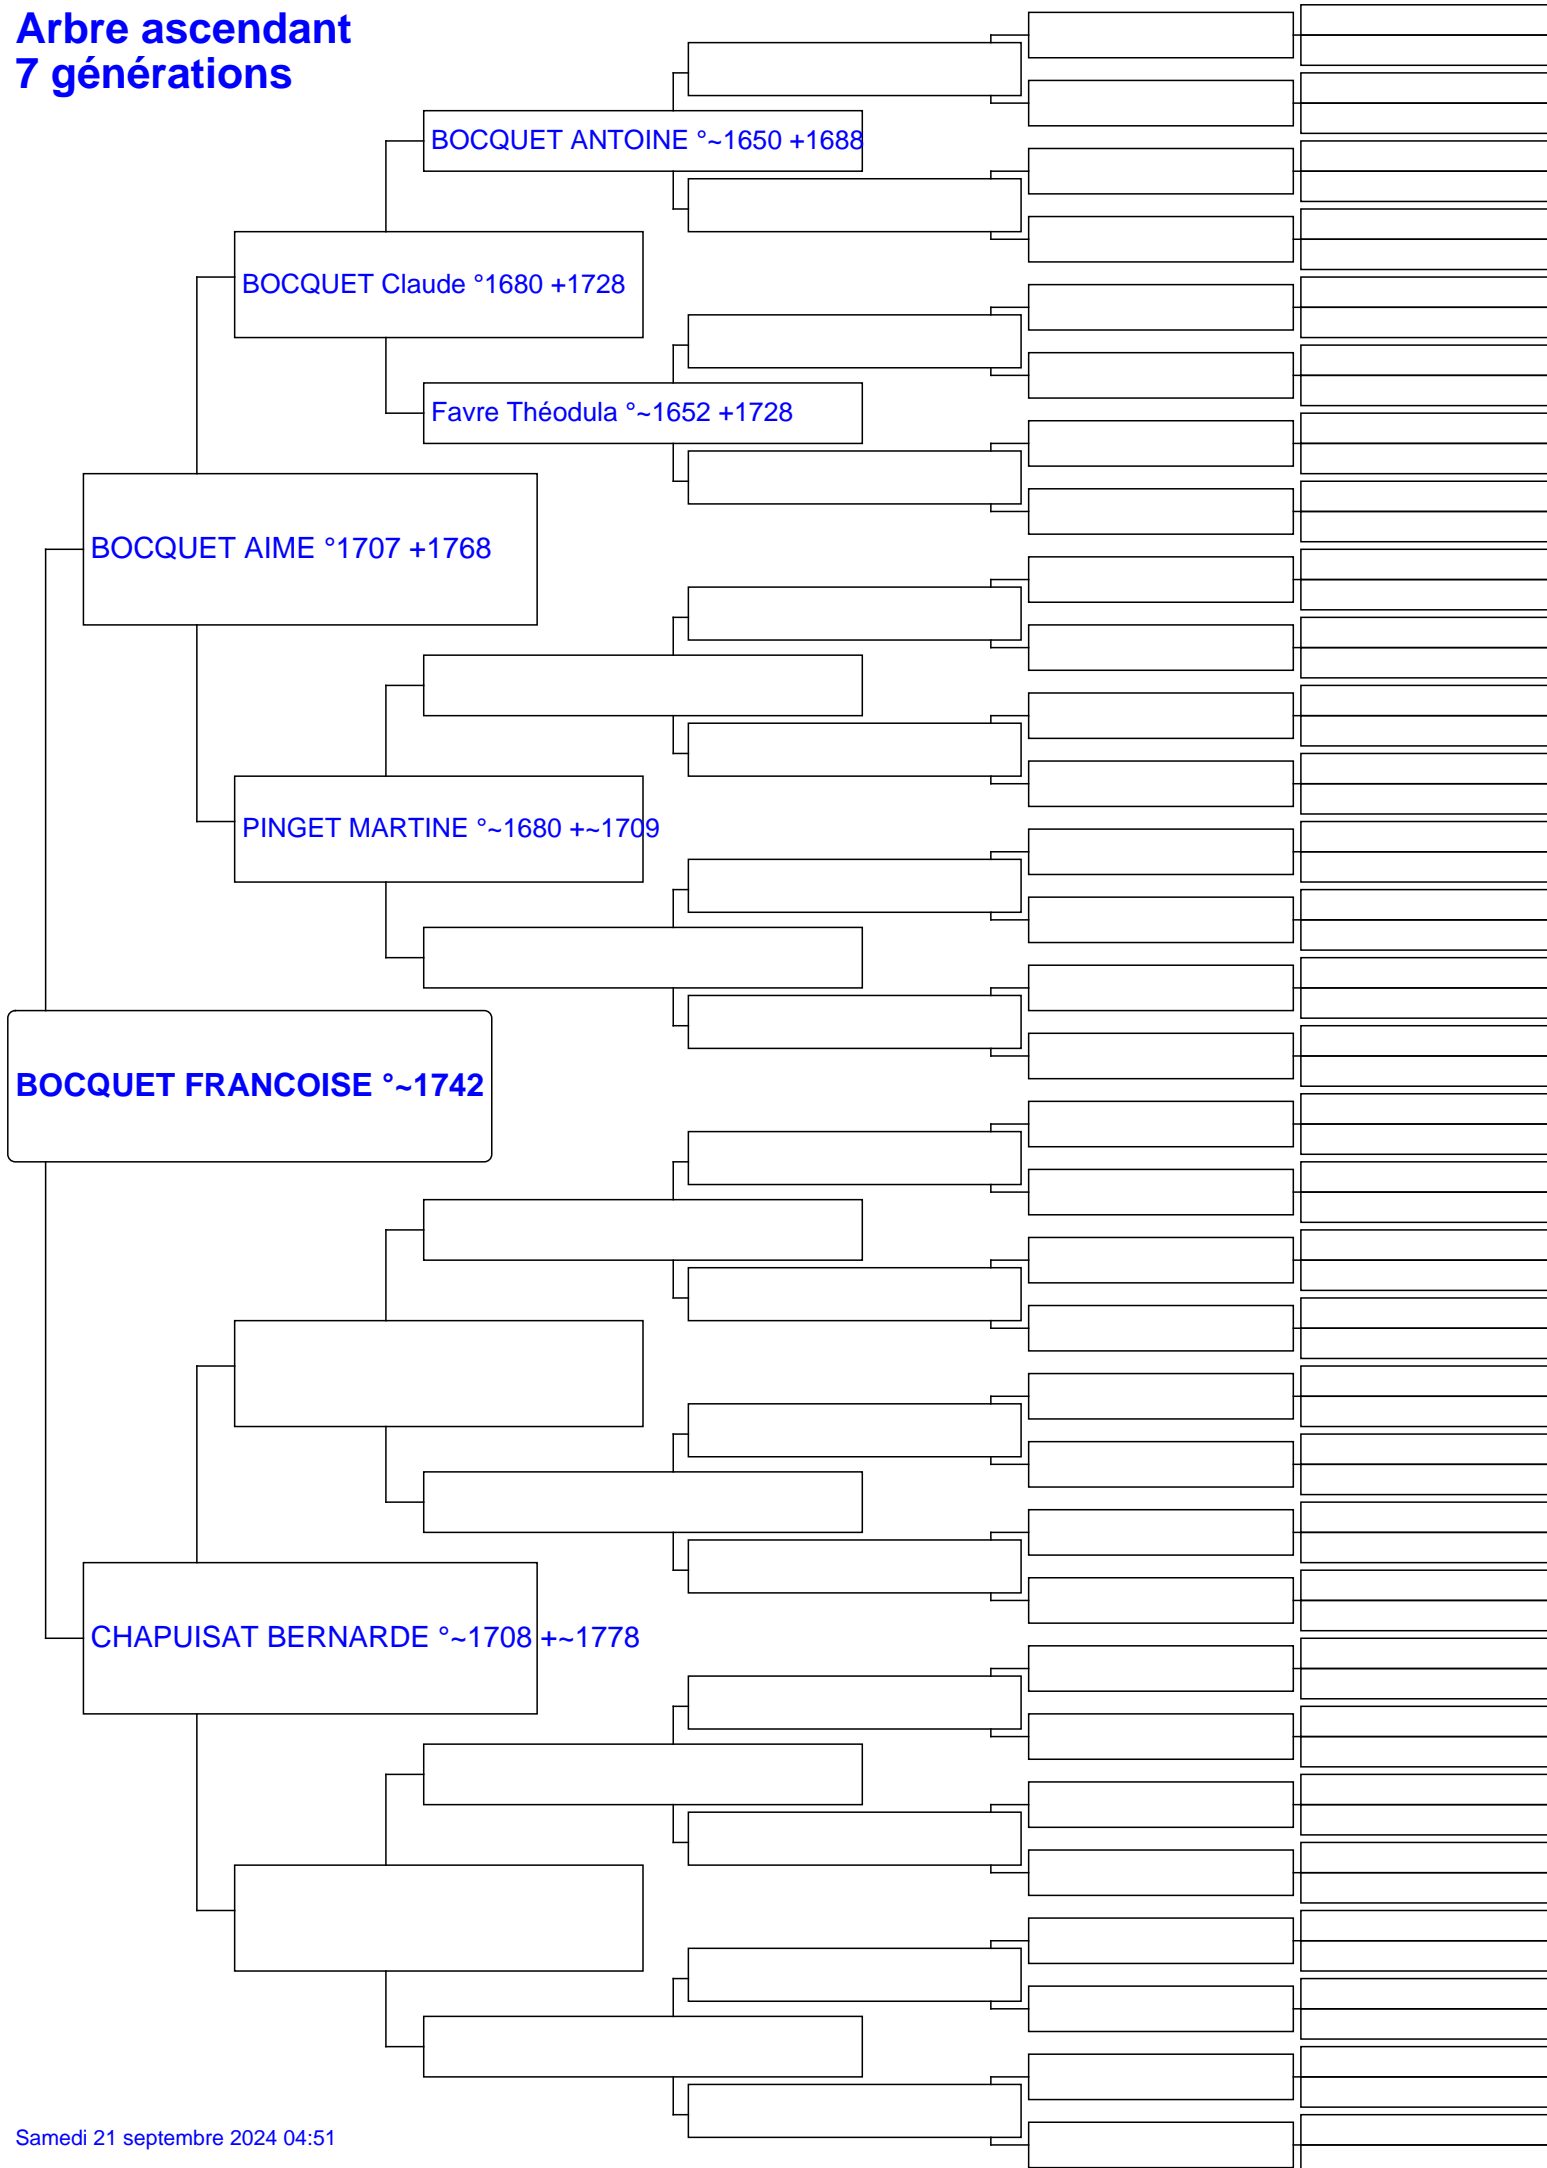 Arbre ascendant
7 générations
BOCQUET ANTOINE °~1650 +1688
BOCQUET Claude °1680 +1728
Favre Théodula °~1652 +1728
BOCQUET AIME °1707 +1768
PINGET MARTINE °~1680 +~1709
BOCQUET FRANCOISE °~1742
CHAPUISAT BERNARDE °~1708 +~1778
Samedi 21 septembre 2024 04:51